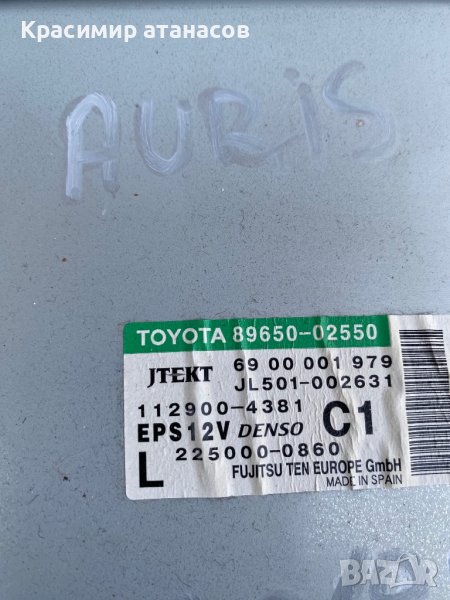 Красимир атанасов
AURIS
TOYOTA 89650-02550
JTEKT 69 00 001 979
JL501-002631
112900-4381 C1
EPS12V DENSO
L 225000-0860
FUJITSU TEN EUROPE GmbH
MADE IN SPAIN
BAZAR